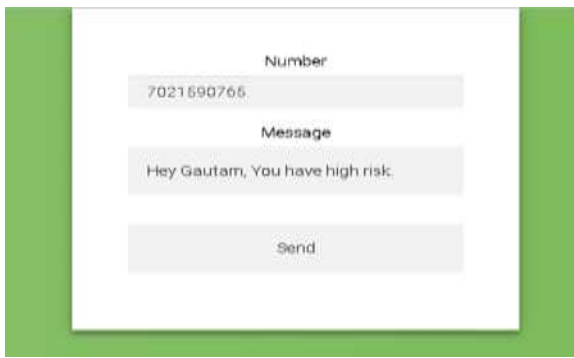 Number
7021590765
Message
Hey Gautam, You have high risk.
Send